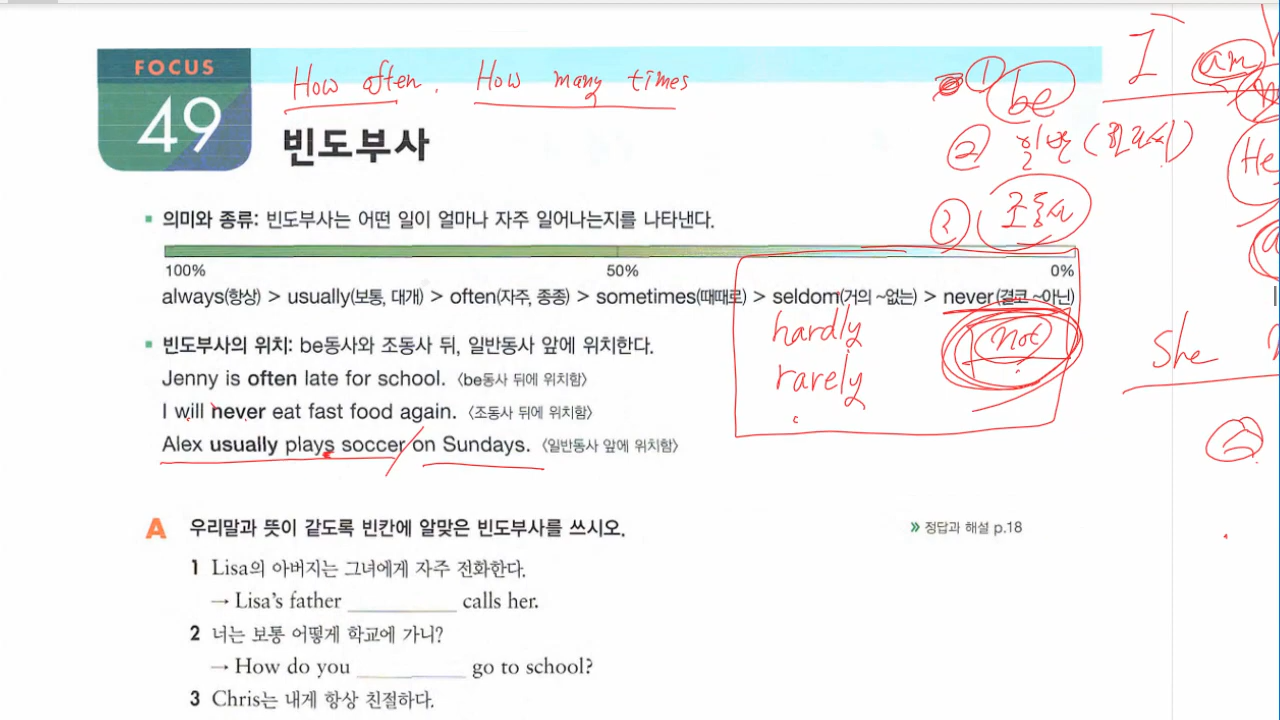 FOCUS
49
How often. How many times
빈도부사
① be
② 일반
조동사
I am
He
■ 의미와 종류: 빈도부사는 어떤 일이 얼마나 자주 일어나는지를 나타낸다.
100% 50% 0%
always(항상) > usually(보통, 대개) > often(자주, 종종) > sometimes(때때로) > seldom(거의 ~없는) > never(결코 ~아닌)
hardly not
rarely
She
■ 빈도부사의 위치: be동사와 조동사 뒤, 일반동사 앞에 위치한다.
Jenny is often late for school. 〈be동사 뒤에 위치함〉
I will never eat fast food again. 〈조동사 뒤에 위치함〉
Alex usually plays soccer on Sundays. 〈일반동사 앞에 위치함〉
A 우리말과 뜻이 같도록 빈칸에 알맞은 빈도부사를 쓰시오.
» 정답과 해설 p.18
1 Lisa의 아버지는 그녀에게 자주 전화한다.
→ Lisa's father ________ calls her.
2 너는 보통 어떻게 학교에 가니?
→ How do you ________ go to school?
3 Chris는 내게 항상 친절하다.